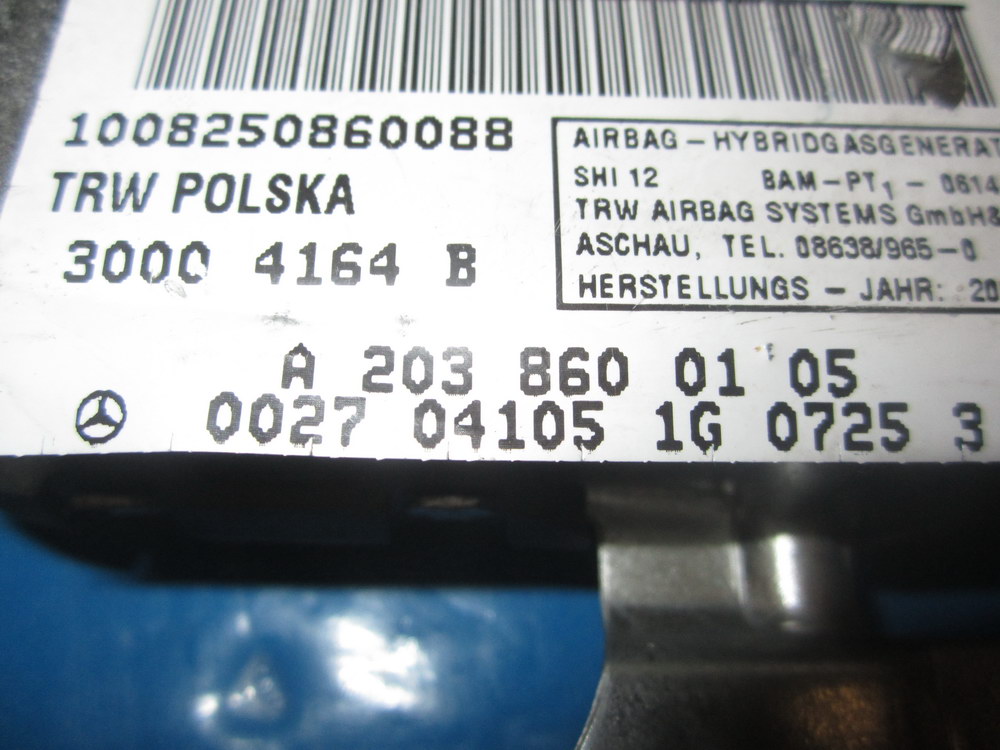 1008250860088
TRW POLSKA
3000 4164 B
AIRBAG – HYBRIDGASGENERAT
SHI 12 BAM – PT1 – 0614
TRW AIRBAG SYSTEMS GmbH&
ASCHAU, TEL. 08638/965–0
HERSTELLUNGS – JAHR: 20
A 203 860 01 05
0027 04105 1G 0725 3